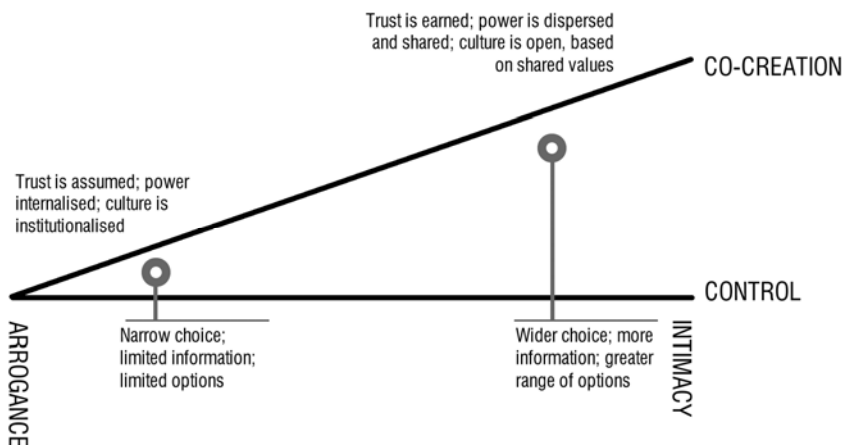 Trust is earned; power is dispersed
and shared; culture is open, based
on shared values
CO-CREATION
Trust is assumed; power
internalised; culture is
institutionalised
CONTROL
ARROGANCE
Narrow choice;
limited information;
limited options
Wider choice; more
information; greater
range of options
INTIMACY